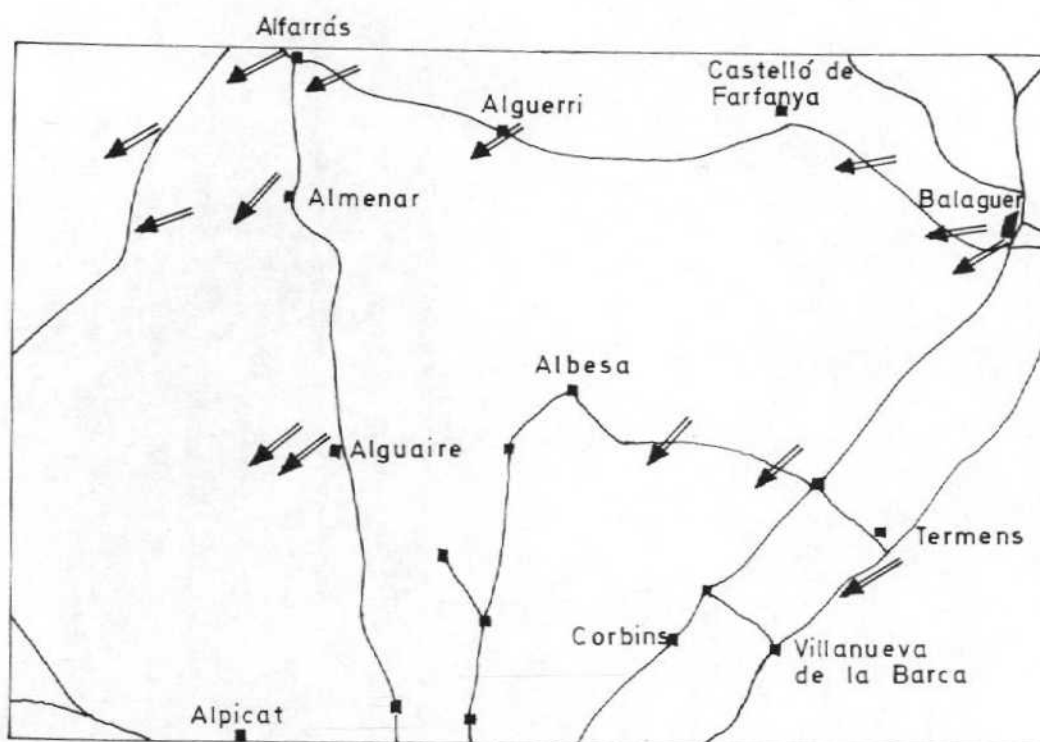 Alfarrás
Castelló de
Farfanya
Alguerri
Almenar
Balaguer
Albesa
Alguaire
Termens
Corbins
Villanueva
de la Barca
Alpicat